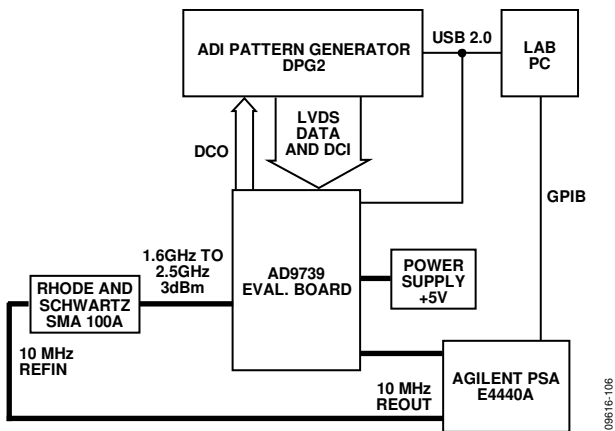 ADI PATTERN GENERATOR
DPG2
USB 2.0
LAB
PC
LVDS
DATA
AND DCI
DCO
GPIB
1.6GHz TO
2.5GHz
3dBm
AD9739
EVAL. BOARD
POWER
SUPPLY
+5V
RHODE AND
SCHWARTZ
SMA 100A
10 MHz
REFIN
10 MHz
REOUT
AGILENT PSA
E4440A
09616-106